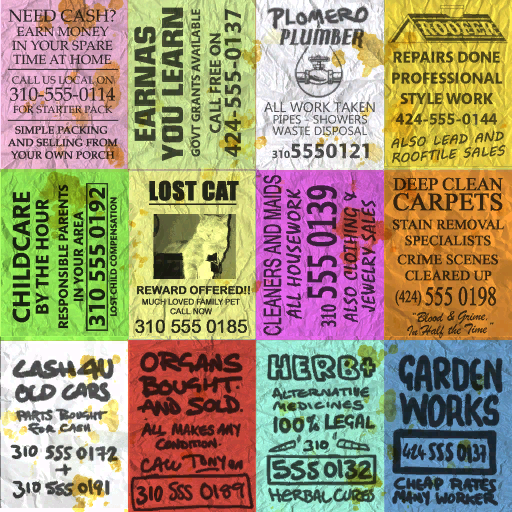 NEED CASH?
EARN MONEY
IN YOUR SPARE
TIME AT HOME
CALL US LOCAL ON
310-555-0114
FOR STARTER PACK
SIMPLE PACKING
AND SELLING FROM
YOUR OWN PORCH
EARNAS
YOU LEARN
GOVT GRANTS AVAILABLE
CALL FREE ON
424-555-0137
PLOMERO
PLUMBER
ALL WORK TAKEN
PIPES - SHOWERS
WASTE DISPOSAL
310 5550121
ROOFER
REPAIRS DONE
PROFESSIONAL
STYLE WORK
424-555-0144
ALSO LEAD AND
ROOFTILE SALES
CHILDCARE
BY THE HOUR
RESPONSIBLE PARENTS
IN YOUR AREA
310 555 0192
LOST CHILD COMPENSATION
LOST CAT
REWARD OFFERED!!
MUCH LOVED FAMILY PET
CALL NOW
310 555 0185
CLEANERS AND MAIDS
ALL HOUSEWORK
310 555 0139
ALSO CLOTHING &
JEWELRY SALES
DEEP CLEAN
CARPETS
STAIN REMOVAL
SPECIALISTS
CRIME SCENES
CLEARED UP
(424) 555 0198
"Blood & Grime,
In Half the Time"
CASH 4U
OLD CARS
PARTS BOUGHT
FOR CASH
310 555 0172
+
310 555 0191
ORGANS
BOUGHT
AND SOLD.
ALL MAKES ANY
CONDITION.
CALL TONY ON
310 555 0189
HERB+
ALTERNATIVE
MEDICINES
100% LEGAL
310
555 0132
HERBAL CURES
GARDEN
WORKS
424 555 0137
CHEAP RATES
MANY WORKER